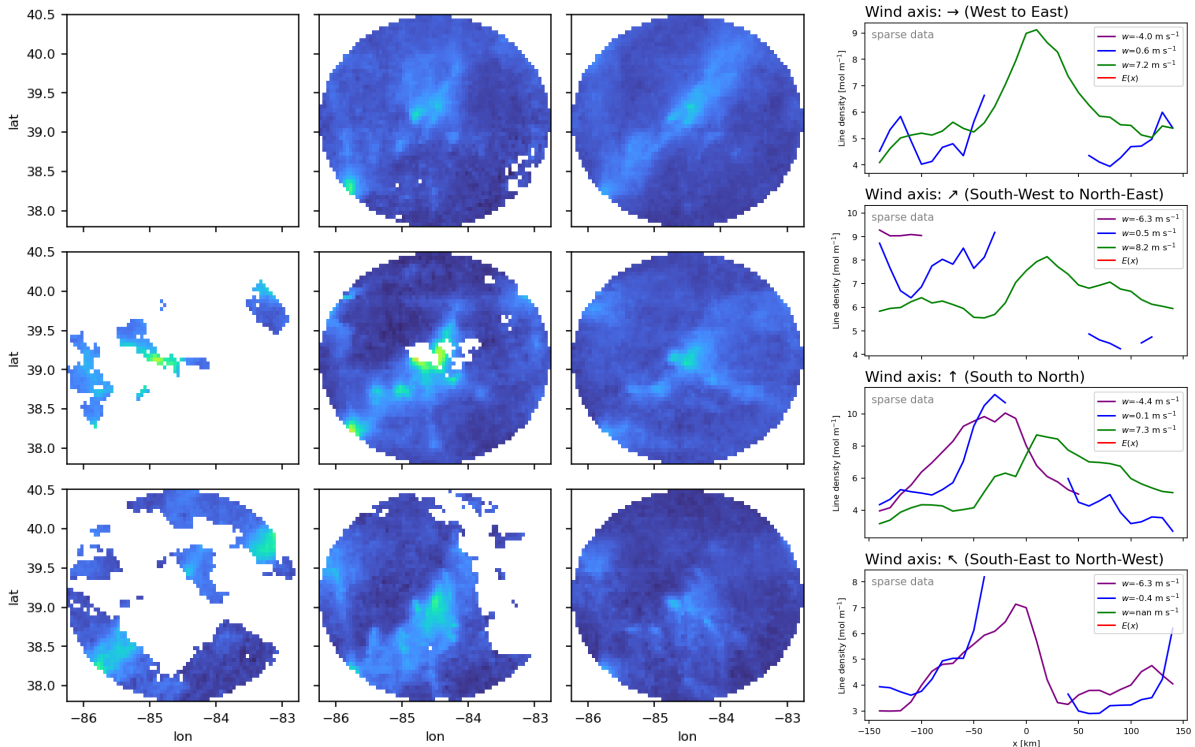 40.5
40.0
39.5
39.0
38.5
38.0
lat
40.5
40.0
39.5
39.0
38.5
38.0
lat
40.5
40.0
39.5
39.0
38.5
38.0
lat
−86
−85
−84
−83
lon
−86
−85
−84
−83
lon
−86
−85
−84
−83
lon
Wind axis: → (West to East)
sparse data
w=-4.0 m s⁻¹
w=0.6 m s⁻¹
w=7.2 m s⁻¹
E(x)
9
8
7
6
5
4
Line density [mol m⁻¹]
Wind axis: ↗ (South-West to North-East)
sparse data
w=-6.3 m s⁻¹
w=0.5 m s⁻¹
w=8.2 m s⁻¹
E(x)
10
9
8
7
6
5
4
Line density [mol m⁻¹]
Wind axis: ↑ (South to North)
sparse data
w=-4.4 m s⁻¹
w=0.1 m s⁻¹
w=7.3 m s⁻¹
E(x)
10
8
6
4
Line density [mol m⁻¹]
Wind axis: ↖ (South-East to North-West)
sparse data
w=-6.3 m s⁻¹
w=-0.4 m s⁻¹
w=nan m s⁻¹
E(x)
8
7
6
5
4
3
Line density [mol m⁻¹]
−150
−100
−50
0
50
100
150
x [km]